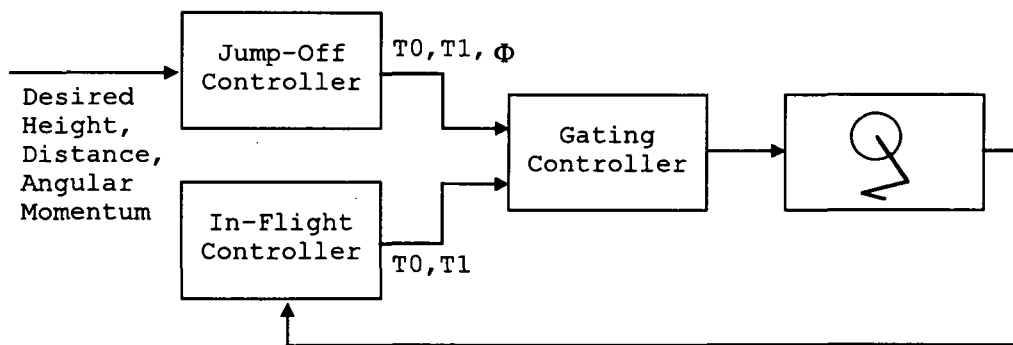 Jump-Off
Controller
T0,T1,Φ
Desired
Height,
Distance,
Angular
Momentum
Gating
Controller
In-Flight
Controller
T0,T1